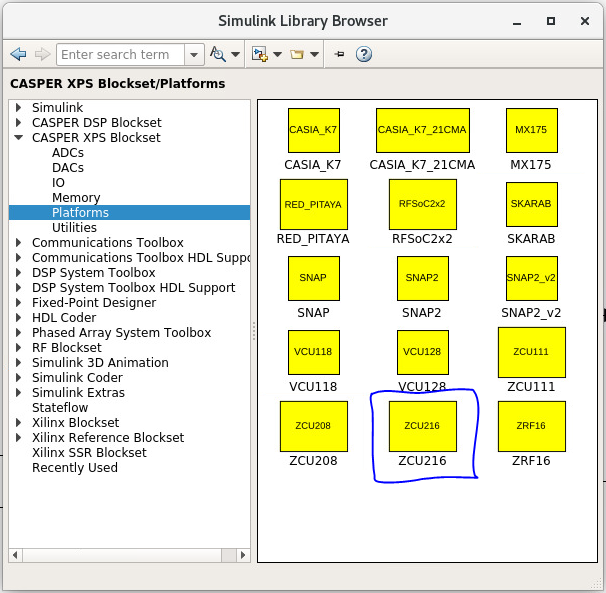 Simulink Library Browser
Enter search term
CASPER XPS Blockset/Platforms
Simulink
CASPER DSP Blockset
CASPER XPS Blockset
ADCs
DACs
IO
Memory
Platforms
Utilities
Communications Toolbox
Communications Toolbox HDL Suppo
DSP System Toolbox
DSP System Toolbox HDL Support
Fixed-Point Designer
HDL Coder
Phased Array System Toolbox
RF Blockset
Simulink 3D Animation
Simulink Coder
Simulink Extras
Stateflow
Xilinx Blockset
Xilinx Reference Blockset
Xilinx SSR Blockset
Recently Used
CASIA_K7 CASIA_K7_21CMA MX175
CASIA_K7 CASIA_K7_21CMA MX175
RED_PITAYA RFSoC2x2 SKARAB
RED_PITAYA RFSoC2x2 SKARAB
SNAP SNAP2 SNAP2_v2
SNAP SNAP2 SNAP2_v2
VCU118 VCU128 ZCU111
VCU118 VCU128 ZCU111
ZCU208 ZCU216 ZRF16
ZCU208 ZCU216 ZRF16